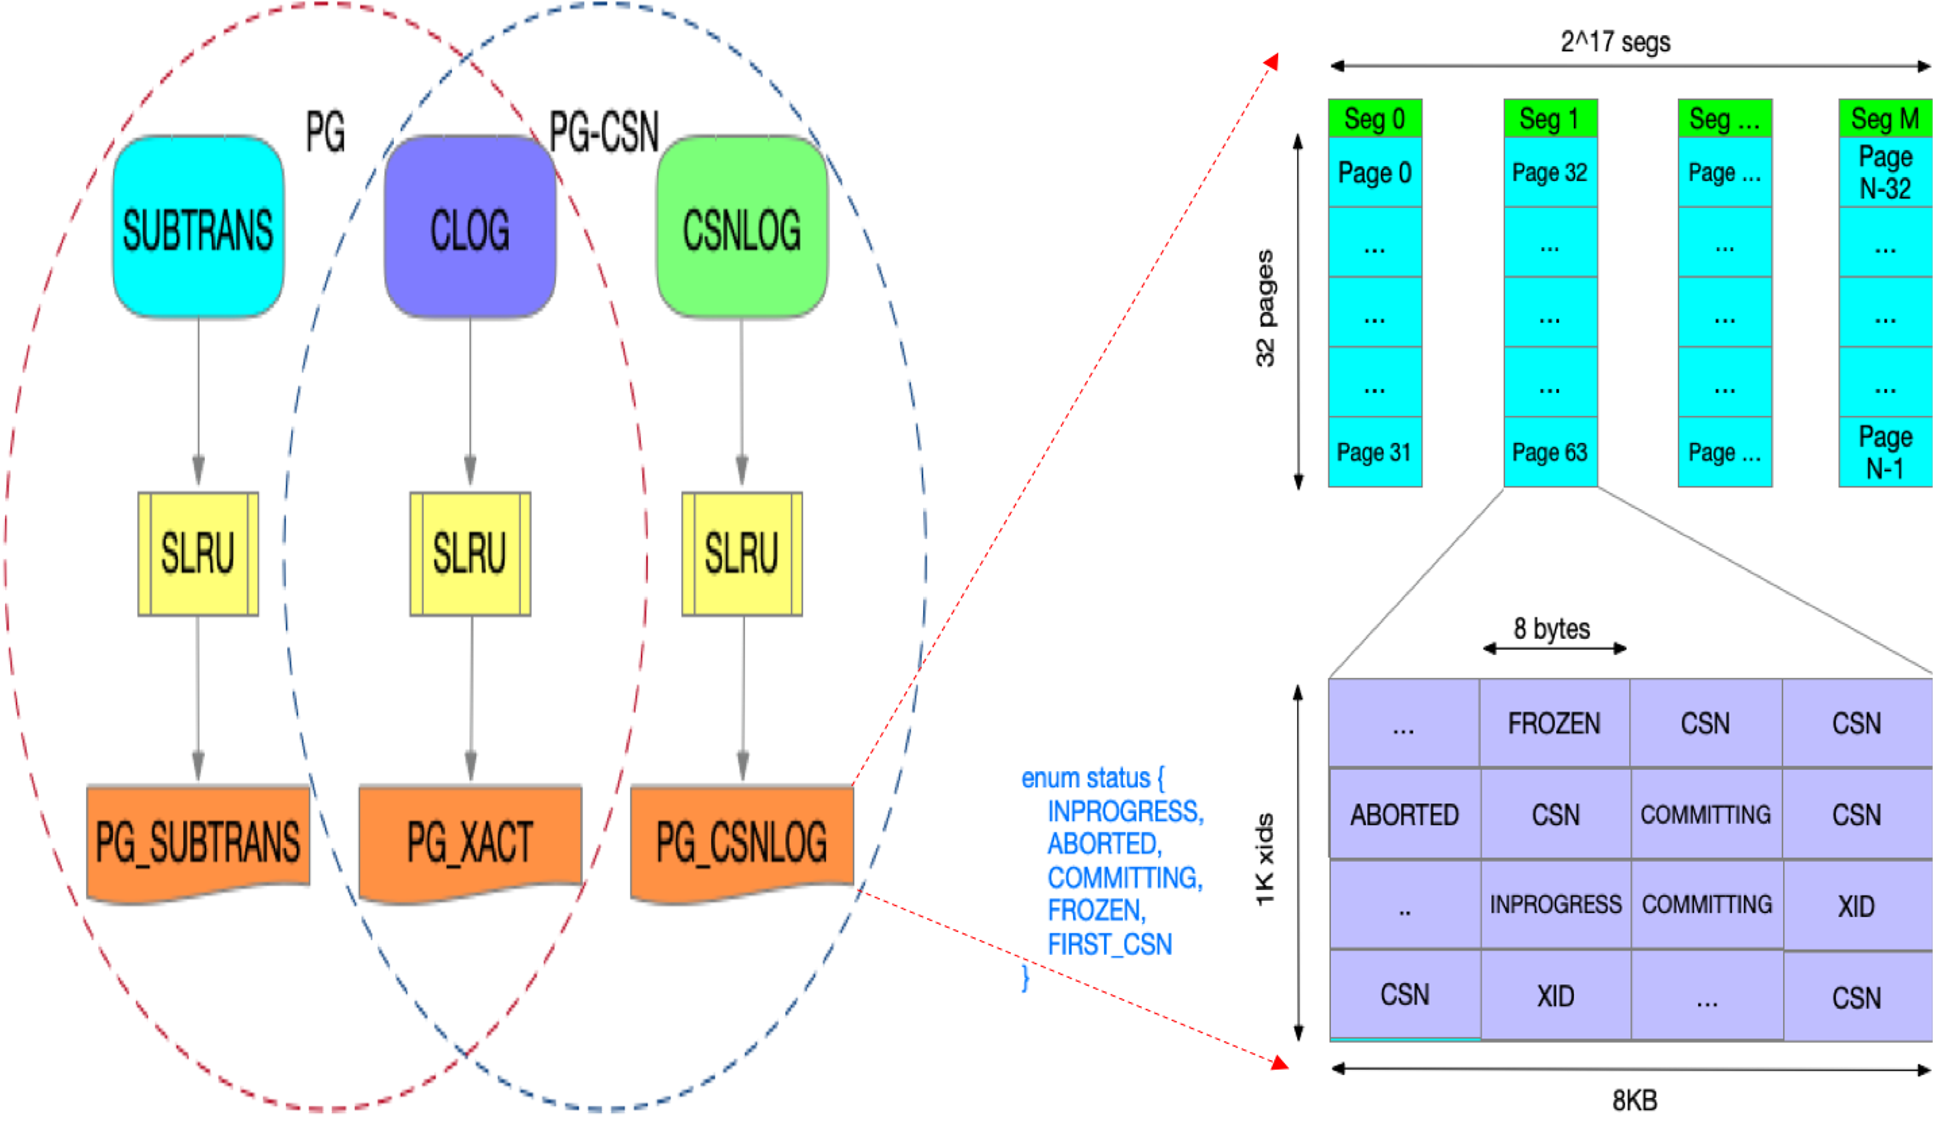 PG
PG-CSN
SUBTRANS
CLOG
CSNLOG
SLRU
SLRU
SLRU
PG_SUBTRANS
PG_XACT
PG_CSNLOG
enum status {
INPROGRESS,
ABORTED,
COMMITTING,
FROZEN,
FIRST_CSN
}
2^17 segs
32 pages
Seg 0
Seg 1
Seg ...
Seg M
Page 0
Page 32
Page ...
Page
N-32
...
...
...
...
...
...
...
...
...
...
...
...
Page 31
Page 63
Page ...
Page
N-1
8 bytes
1K xids
...
FROZEN
CSN
CSN
ABORTED
CSN
COMMITTING
CSN
..
INPROGRESS
COMMITTING
XID
CSN
XID
...
CSN
8KB